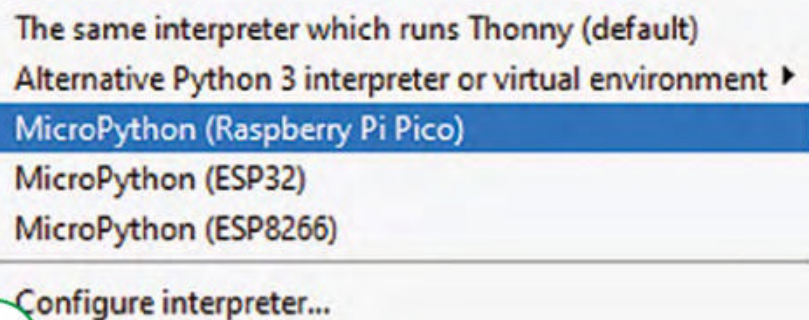 The same interpreter which runs Thonny (default)
Alternative Python 3 interpreter or virtual environment
MicroPython (Raspberry Pi Pico)
MicroPython (ESP32)
MicroPython (ESP8266)
Configure interpreter...